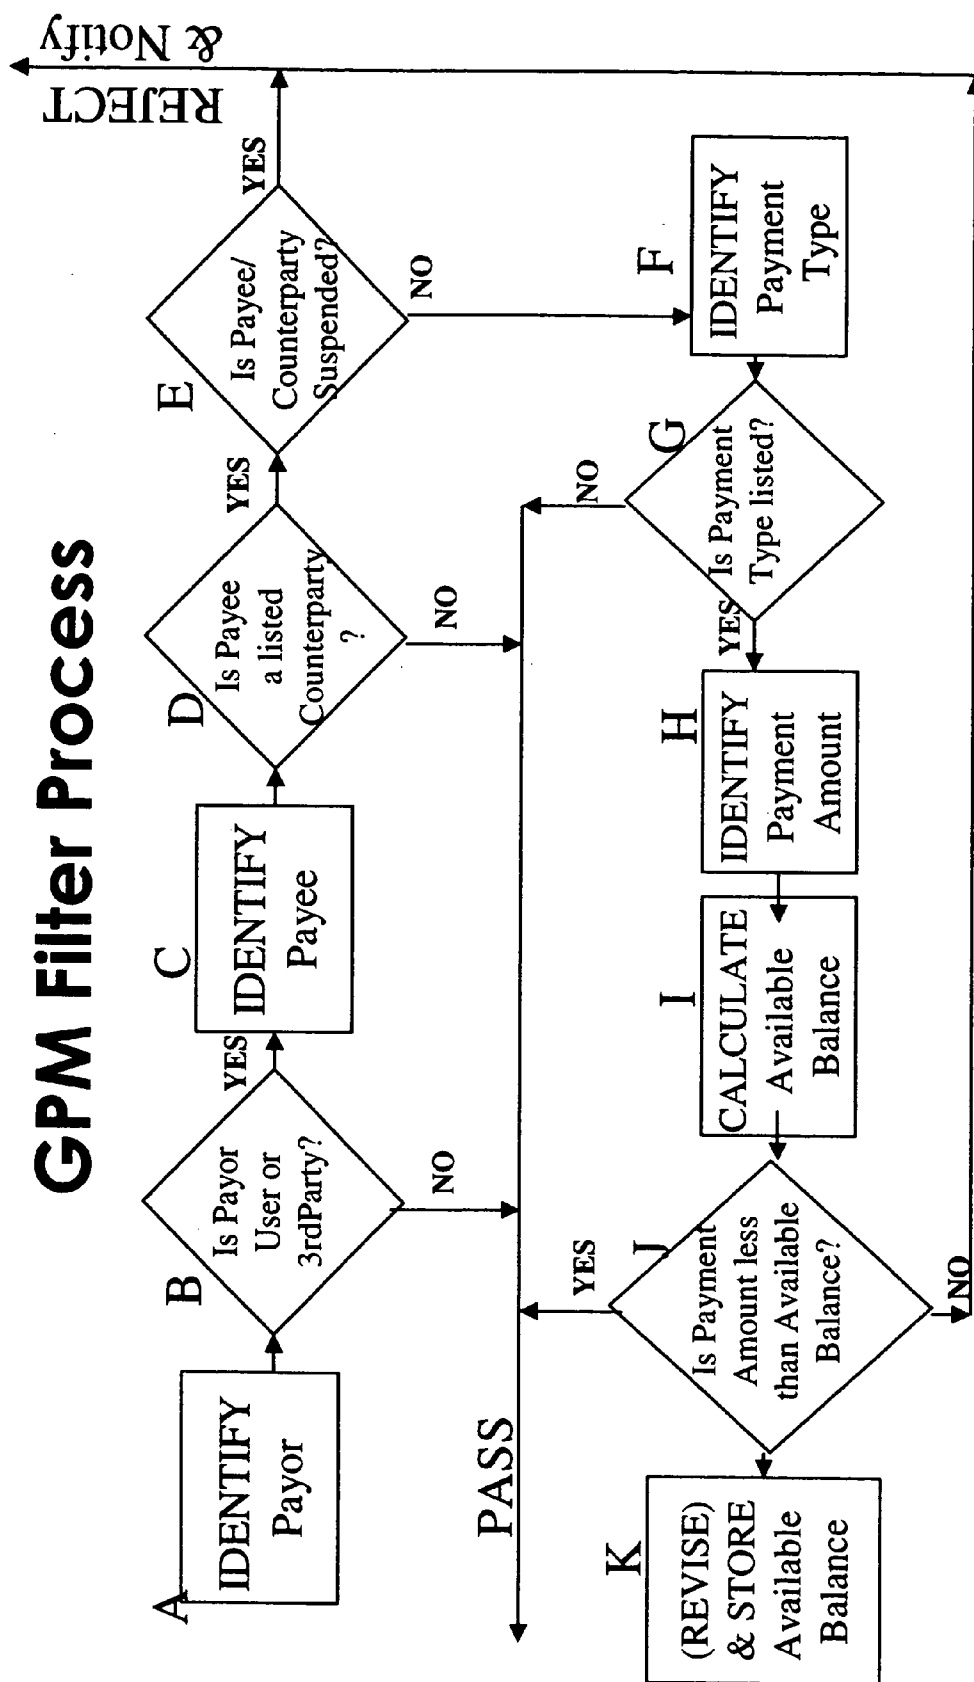 GPM Filter Process
A
IDENTIFY
Payor
B
Is Payor
User or
3rdParty?
YES
NO
C
IDENTIFY
Payee
D
Is Payee
a listed
Counterparty
?
YES
NO
E
Is Payee/
Counterparty
Suspended?
YES
NO
REJECT
& Notify
PASS
F
IDENTIFY
Payment
Type
G
Is Payment
Type listed?
NO
YES
H
IDENTIFY
Payment
Amount
I
CALCULATE
Available
Balance
J
Is Payment
Amount less
than Available
Balance?
YES
NO
K
(REVISE)
& STORE
Available
Balance